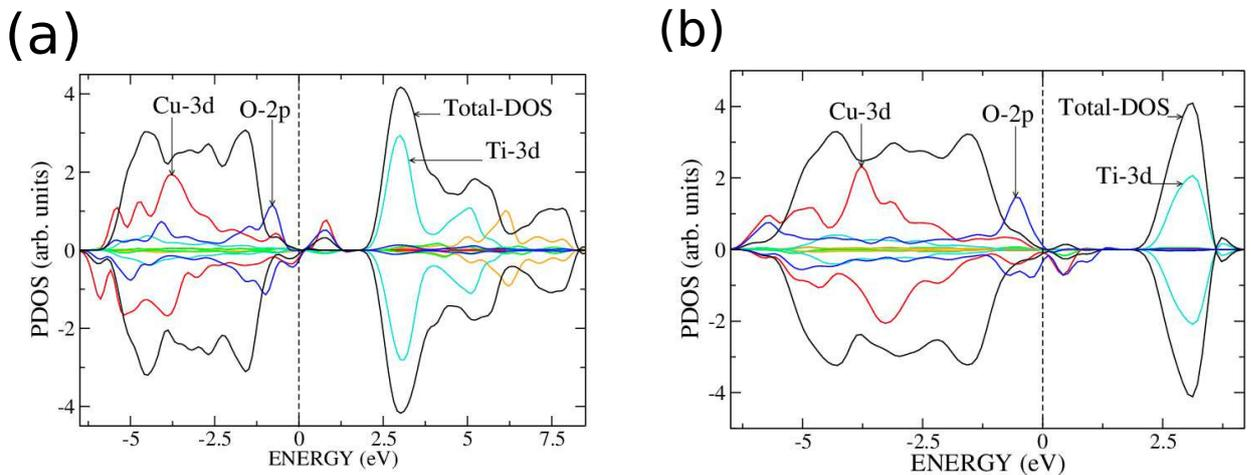 (a)
Cu-3d
O-2p
Total-DOS
Ti-3d
PDOS (arb. units)
4
2
0
-2
-4
-5
-2.5
0
2.5
5
7.5
ENERGY (eV)
(b)
Cu-3d
O-2p
Total-DOS
Ti-3d
PDOS (arb. units)
4
2
0
-2
-4
-5
-2.5
0
2.5
ENERGY (eV)